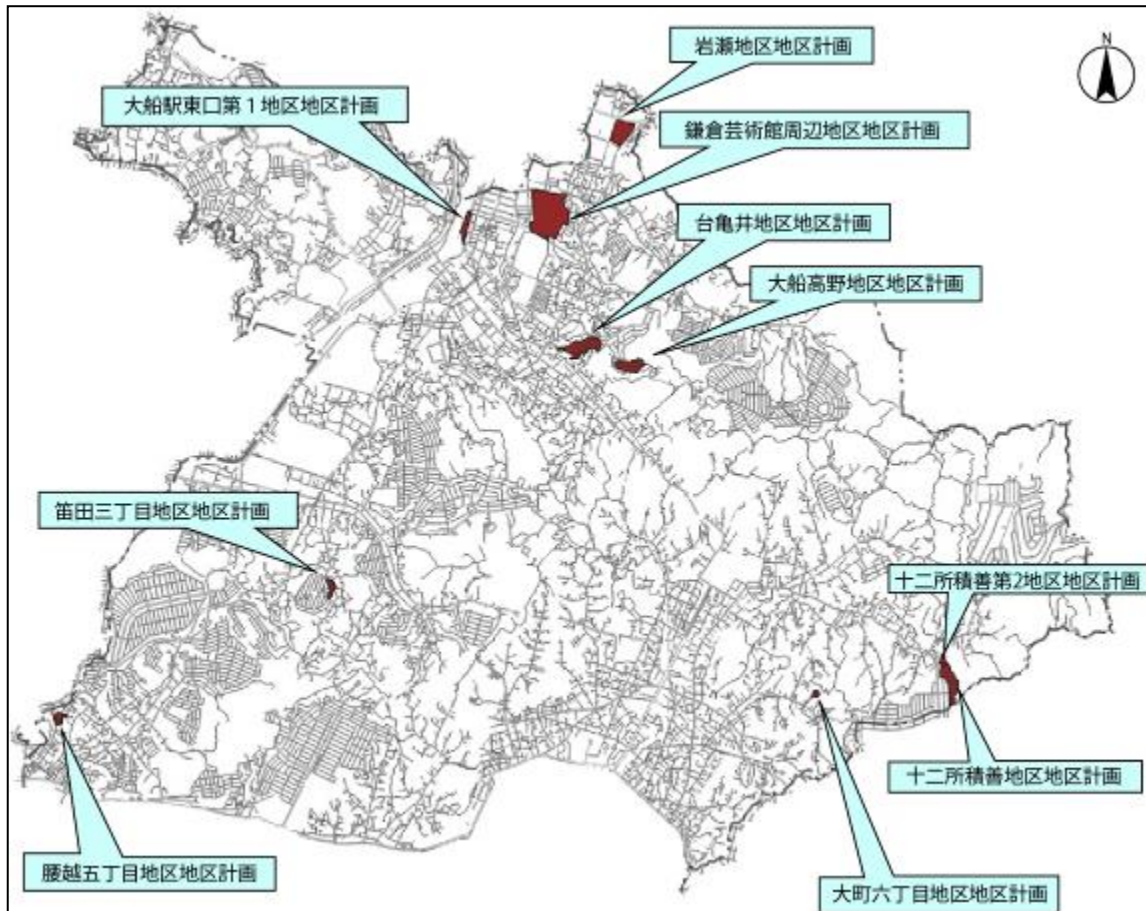 岩瀬地区地区計画
N
大船駅東口第１地区地区計画
鎌倉芸術館周辺地区地区計画
台亀井地区地区計画
大船高野地区地区計画
笛田三丁目地区地区計画
十二所積善第2地区地区計画
十二所積善地区地区計画
腰越五丁目地区地区計画
大町六丁目地区地区計画